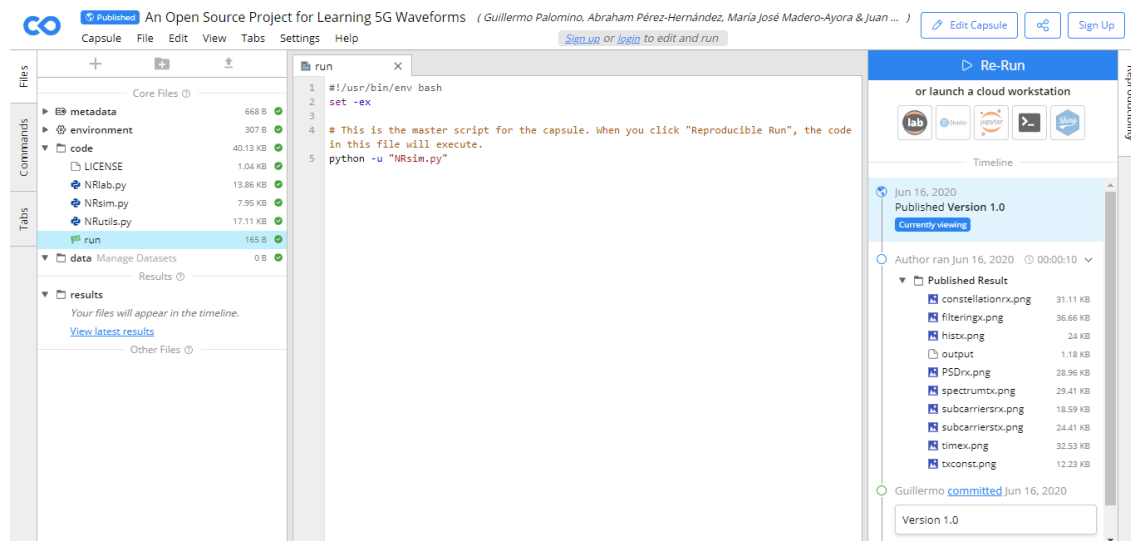 Published An Open Source Project for Learning 5G Waveforms ( Guillermo Palomino, Abraham Pérez-Hernández, María José Madero-Ayora & Juan ... )
Edit Capsule
Sign Up
Capsule File Edit View Tabs Settings Help
Sign up or login to edit and run
Files
Commands
Tabs
Core Files
metadata 668 B
environment 307 B
code 40.13 KB
LICENSE 1.04 KB
NRlab.py 13.86 KB
NRsim.py 7.95 KB
NRutils.py 17.11 KB
run 165 B
data Manage Datasets 0 B
Results
results
Your files will appear in the timeline.
View latest results
Other Files
run
1 #!/usr/bin/env bash
2 set -ex
3
4 # This is the master script for the capsule. When you click "Reproducible Run", the code
in this file will execute.
5 python -u "NRsim.py"
Re-Run
or launch a cloud workstation
lab
R Studio
jupyter
Shiny
Timeline
Jun 16, 2020
Published Version 1.0
Currently viewing
Author ran Jun 16, 2020 00:00:10
Published Result
constellationrx.png 31.11 KB
filteringx.png 36.66 KB
histx.png 24 KB
output 1.18 KB
PSDrx.png 28.96 KB
spectrumtx.png 29.41 KB
subcarriersrx.png 18.59 KB
subcarrierstx.png 24.41 KB
timex.png 32.53 KB
txconst.png 12.23 KB
Guillermo committed Jun 16, 2020
Version 1.0
Reproducibility